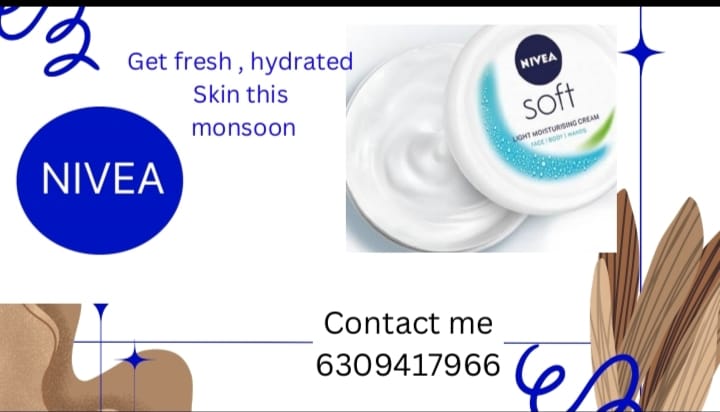 Get fresh , hydrated
Skin this
monsoon
NIVEA
NIVEA
soft
LIGHT MOISTURISING CREAM
FACE | BODY | HANDS
Contact me
6309417966